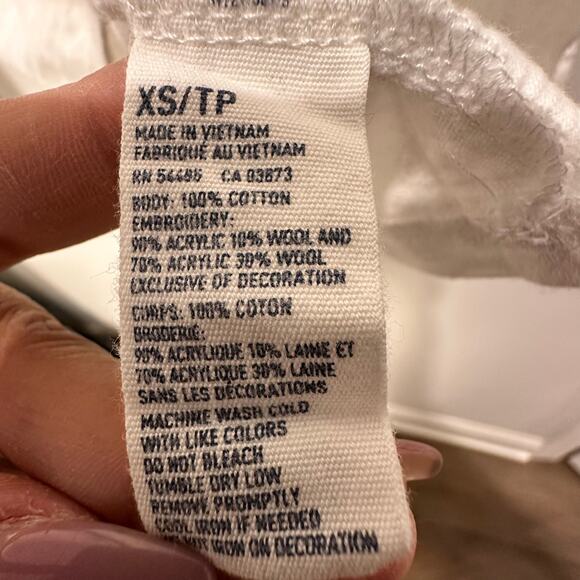 XS/TP
MADE IN VIETNAM
FABRIQUÉ AU VIETNAM
RN 54485 CA 03873
BODY: 100% COTTON
EMBROIDERY:
90% ACRYLIC 10% WOOL AND
70% ACRYLIC 30% WOOL
EXCLUSIVE OF DECORATION
CORPS: 100% COTON
BRODERIE:
90% ACRYLIQUE 10% LAINE ET
70% ACRYLIQUE 30% LAINE
SANS LES DÉCORATIONS
MACHINE WASH COLD
WITH LIKE COLORS
DO NOT BLEACH
TUMBLE DRY LOW
REMOVE PROMPTLY
COOL IRON IF NEEDED
IRON ON DECORATION